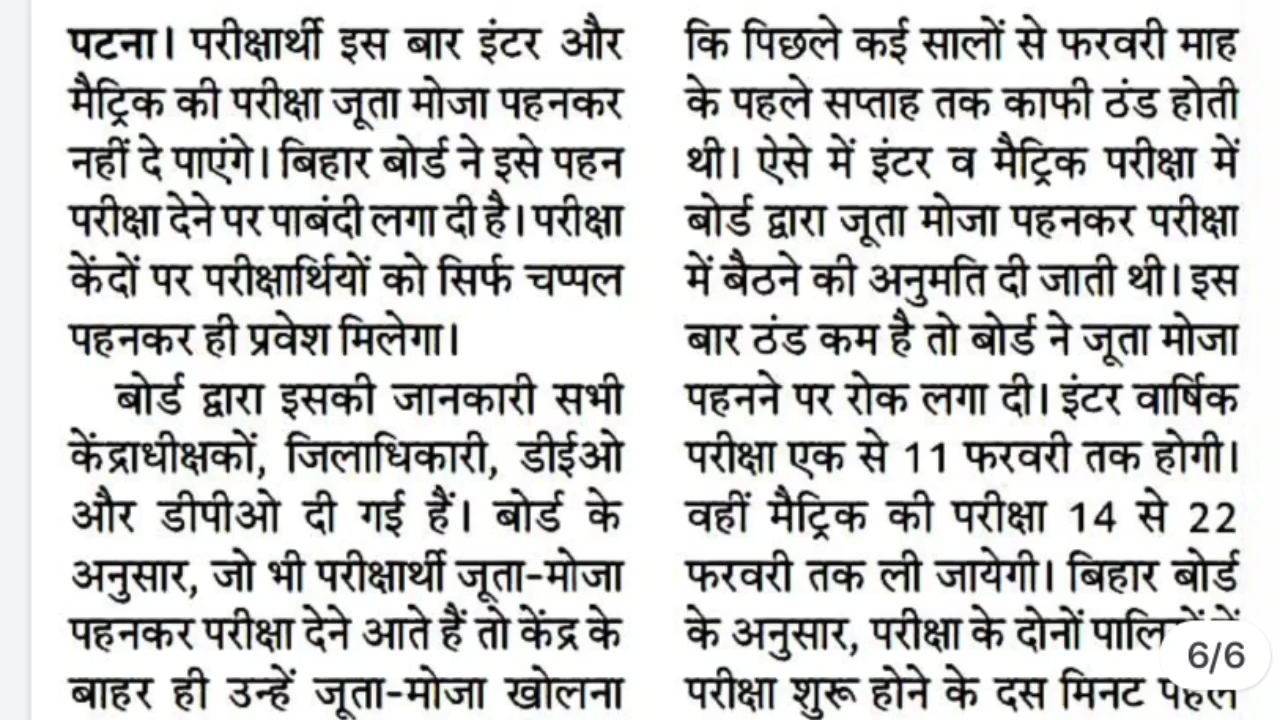 पटना। परीक्षार्थी इस बार इंटर और
मैट्रिक की परीक्षा जूता मोजा पहनकर
नहीं दे पाएंगे। बिहार बोर्ड ने इसे पहन
परीक्षा देने पर पाबंदी लगा दी है। परीक्षा
केंदों पर परीक्षार्थियों को सिर्फ चप्पल
पहनकर ही प्रवेश मिलेगा।
बोर्ड द्वारा इसकी जानकारी सभी
केंद्राधीक्षकों, जिलाधिकारी, डीईओ
और डीपीओ दी गई हैं। बोर्ड के
अनुसार, जो भी परीक्षार्थी जूता-मोजा
पहनकर परीक्षा देने आते हैं तो केंद्र के
बाहर ही उन्हें जूता-मोजा खोलना
कि पिछले कई सालों से फरवरी माह
के पहले सप्ताह तक काफी ठंड होती
थी। ऐसे में इंटर व मैट्रिक परीक्षा में
बोर्ड द्वारा जूता मोजा पहनकर परीक्षा
में बैठने की अनुमति दी जाती थी। इस
बार ठंड कम है तो बोर्ड ने जूता मोजा
पहनने पर रोक लगा दी। इंटर वार्षिक
परीक्षा एक से 11 फरवरी तक होगी।
वहीं मैट्रिक की परीक्षा 14 से 22
फरवरी तक ली जायेगी। बिहार बोर्ड
के अनुसार, परीक्षा के दोनों
परीक्षा शुरू होने के दस मिनट पहले
6/6